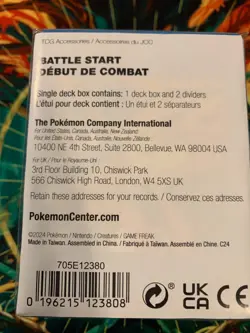 TCG Accessories / Accessoires du JCC
BATTLE START
DÉBUT DE COMBAT
Single deck box contains: 1 deck box and 2 dividers
L'étui pour deck contient : Un étui et 2 séparateurs
The Pokémon Company International
For United States, Canada, Australia, New Zealand
Pour États-Unis, Canada, Australie, Nouvelle-Zélande
10400 NE 4th Street, Suite 2800, Bellevue, WA 98004 USA
For UK / Pour le Royaume-Uni
3rd Floor Building 10, Chiswick Park
566 Chiswick High Road, London, W4 5XS UK
Retain these addresses for your records. / Conservez ces adresses.
PokemonCenter.com
©2024 Pokémon / Nintendo / Creatures / GAME FREAK
Made in Taiwan. Assembled in China. / Fabriqué à Taiwan. Assemblé en Chine. C24
705E12380
0 196215 123808
UK
CA
CE